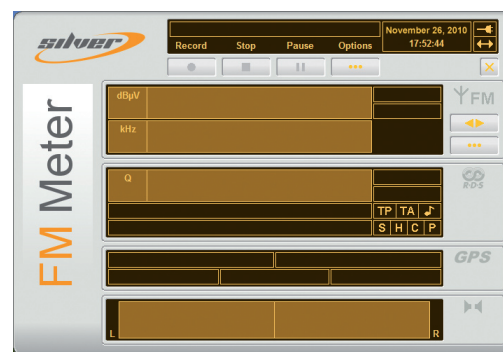 silver
FM Meter
November 26, 2010
17:52:44
Record Stop Pause Options
dBµV
kHz
FM
Q
R·D·S
TP TA
S H C P
GPS
L R